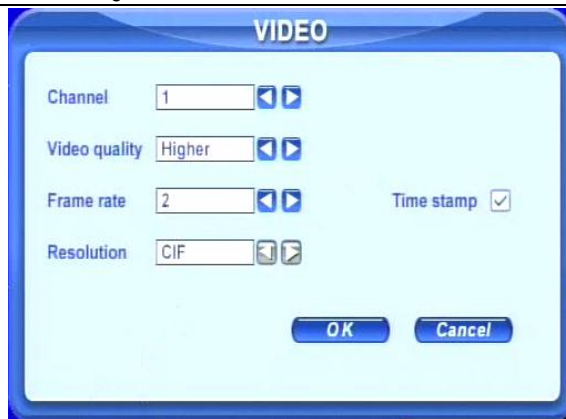 VIDEO
Channel 1
Video quality Higher
Frame rate 2 Time stamp
Resolution CIF
OK Cancel